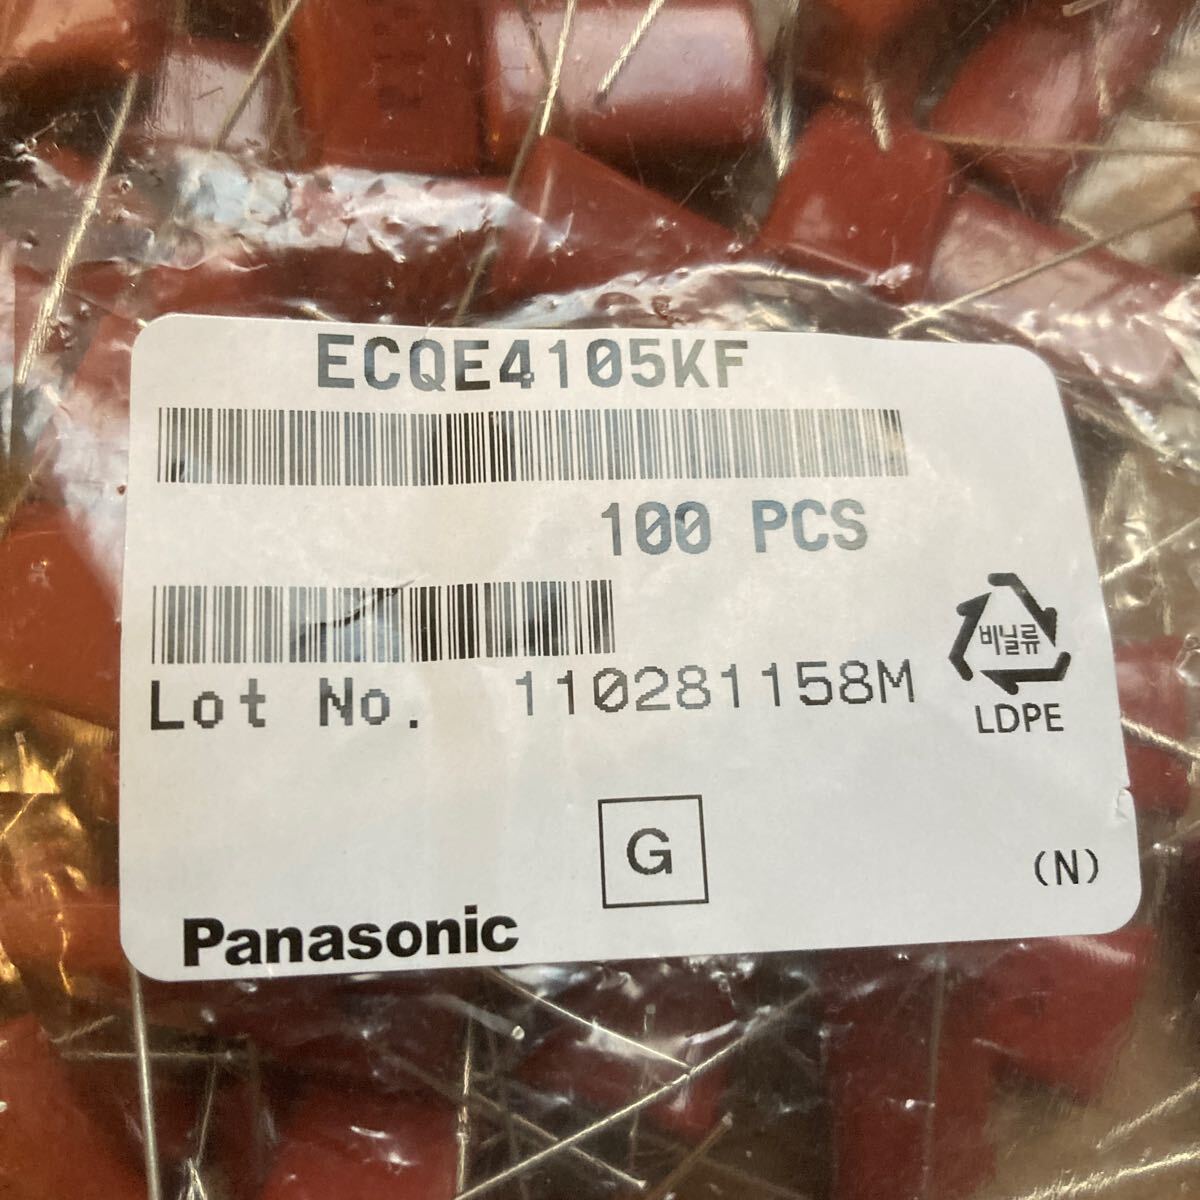 ECQE4105KF
100 PCS
Lot No. 110281158M
비닐류
LDPE
G
(N)
Panasonic